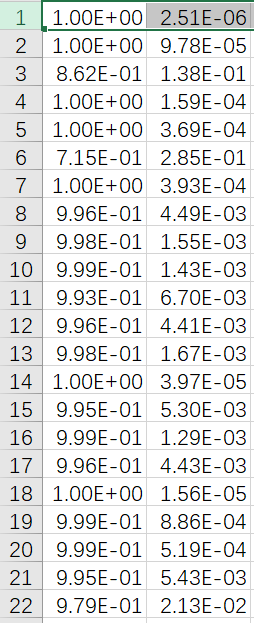 1 1.00E+00 2.51E-06
2 1.00E+00 9.78E-05
3 8.62E-01 1.38E-01
4 1.00E+00 1.59E-04
5 1.00E+00 3.69E-04
6 7.15E-01 2.85E-01
7 1.00E+00 3.93E-04
8 9.96E-01 4.49E-03
9 9.98E-01 1.55E-03
10 9.99E-01 1.43E-03
11 9.93E-01 6.70E-03
12 9.96E-01 4.41E-03
13 9.98E-01 1.67E-03
14 1.00E+00 3.97E-05
15 9.95E-01 5.30E-03
16 9.99E-01 1.29E-03
17 9.96E-01 4.43E-03
18 1.00E+00 1.56E-05
19 9.99E-01 8.86E-04
20 9.99E-01 5.19E-04
21 9.95E-01 5.43E-03
22 9.79E-01 2.13E-02